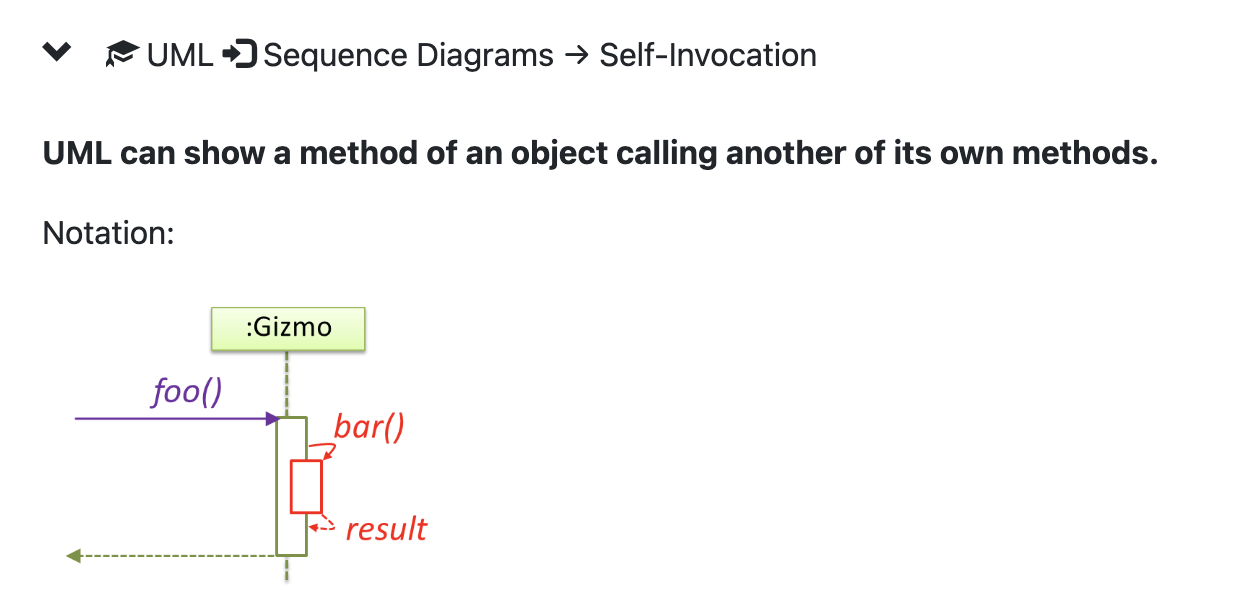 UML Sequence Diagrams → Self-Invocation
UML can show a method of an object calling another of its own methods.
Notation:
:Gizmo
foo()
bar()
result